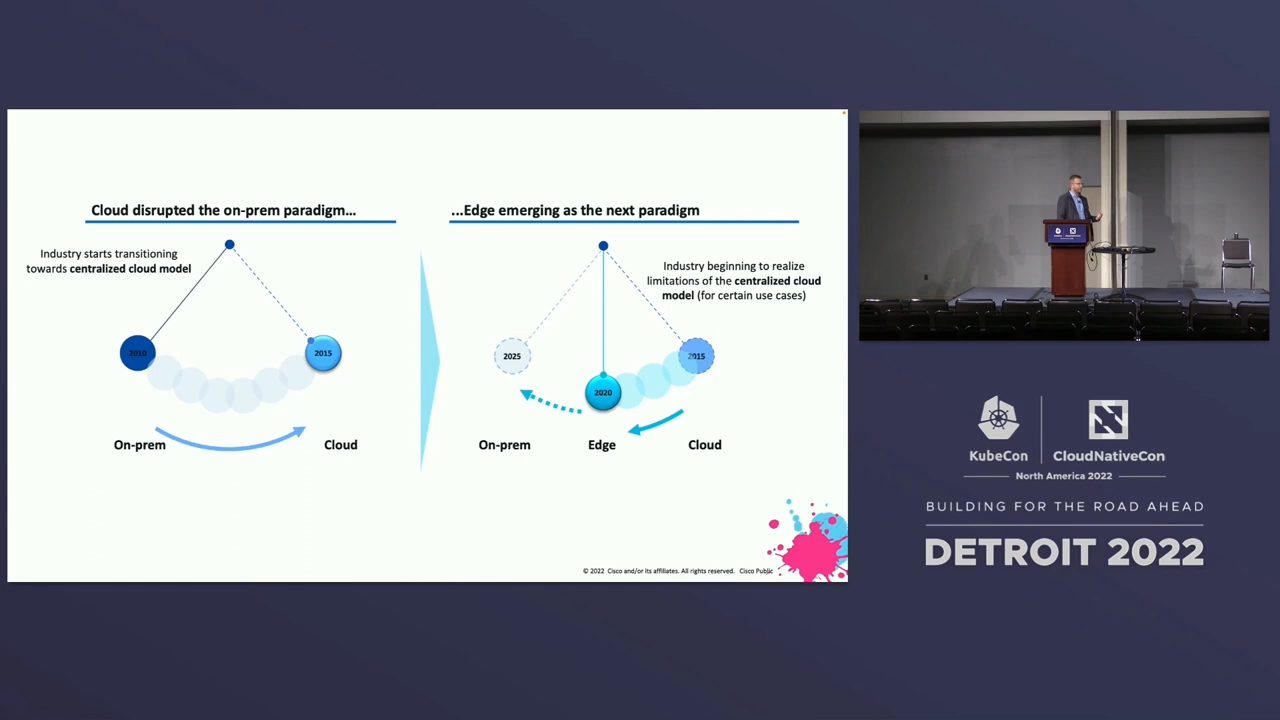 Cloud disrupted the on-prem paradigm...
Industry starts transitioning
towards centralized cloud model
2010
2015
On-prem
Cloud
...Edge emerging as the next paradigm
Industry beginning to realize
limitations of the centralized cloud
model (for certain use cases)
2025
2020
2015
On-prem
Edge
Cloud
© 2022 Cisco and/or its affiliates. All rights reserved. Cisco Public
KubeCon
CloudNativeCon
North America 2022
BUILDING FOR THE ROAD AHEAD
DETROIT 2022